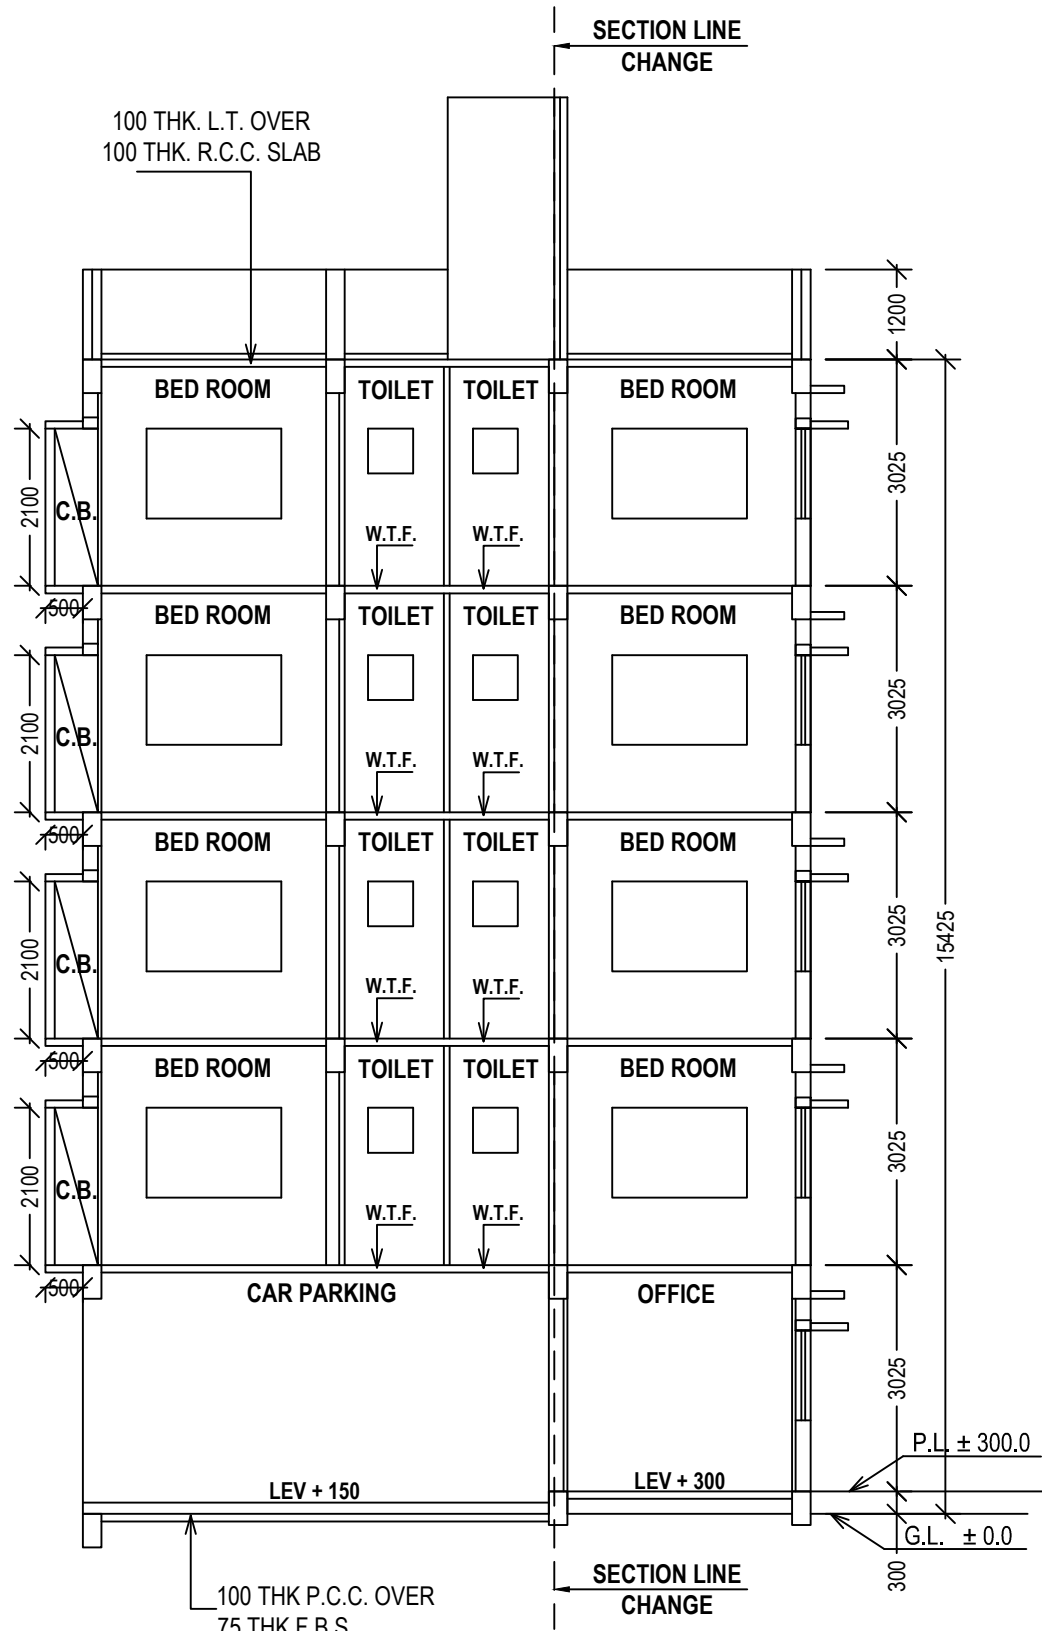 SECTION LINE
CHANGE
100 THK. L.T. OVER
100 THK. R.C.C. SLAB
1200
BED ROOM TOILET TOILET BED ROOM
2100
C.B.
W.T.F. W.T.F.
3025
500
BED ROOM TOILET TOILET BED ROOM
2100
C.B.
W.T.F. W.T.F.
3025
500
BED ROOM TOILET TOILET BED ROOM
2100
C.B.
W.T.F. W.T.F.
3025
15425
500
BED ROOM TOILET TOILET BED ROOM
2100
C.B.
W.T.F. W.T.F.
3025
500
CAR PARKING OFFICE
3025
P.L. ± 300.0
LEV + 150 LEV + 300
G.L. ± 0.0
300
SECTION LINE
CHANGE
100 THK P.C.C. OVER
75 THK F.B.S.